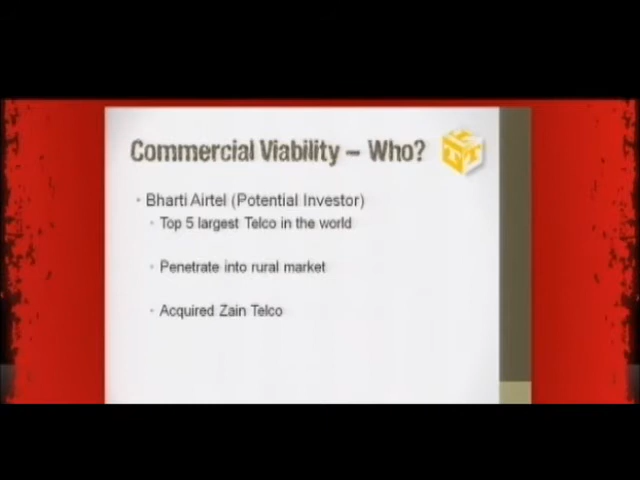 Commercial Viability – Who?
• Bharti Airtel (Potential Investor)
• Top 5 largest Telco in the world
• Penetrate into rural market
• Acquired Zain Telco